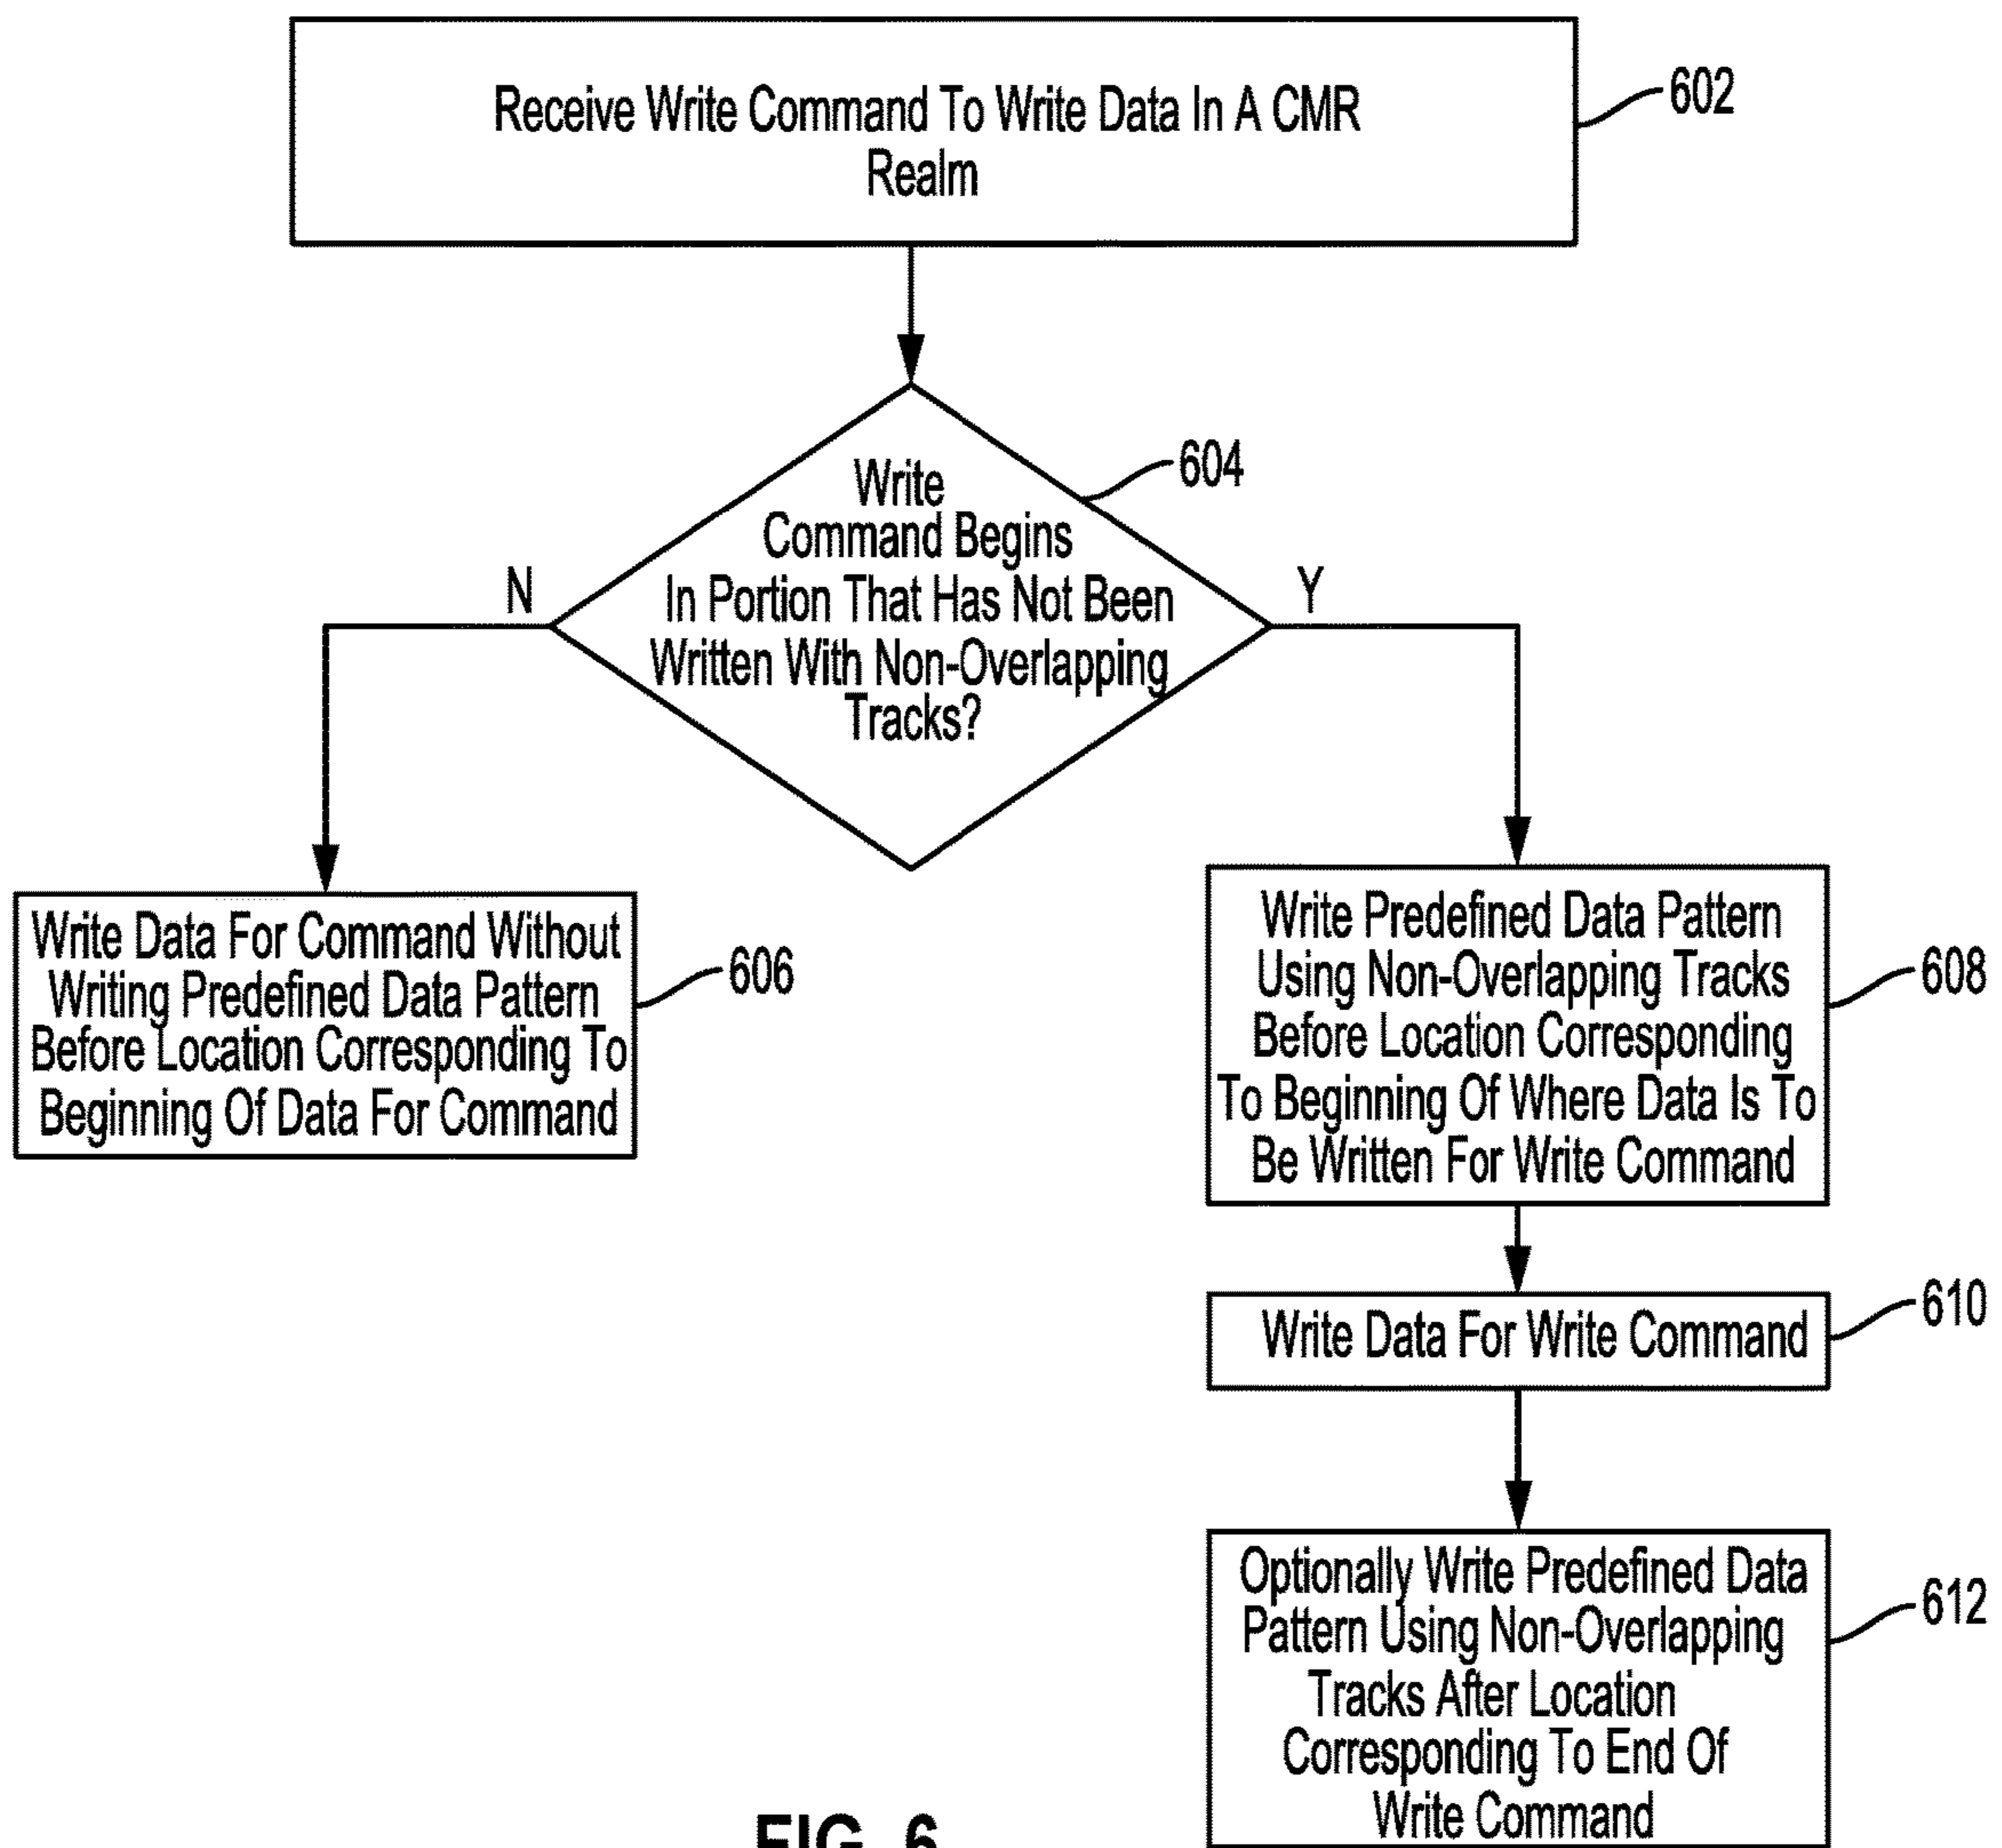 Receive Write Command To Write Data In A CMR
Realm
602
Write
Command Begins
In Portion That Has Not Been
Written With Non-Overlapping
Tracks?
604
N
Y
Write Data For Command Without
Writing Predefined Data Pattern
Before Location Corresponding To
Beginning Of Data For Command
606
Write Predefined Data Pattern
Using Non-Overlapping Tracks
Before Location Corresponding
To Beginning Of Where Data Is To
Be Written For Write Command
608
Write Data For Write Command
610
Optionally Write Predefined Data
Pattern Using Non-Overlapping
Tracks After Location
Corresponding To End Of
Write Command
612
FIG. 6